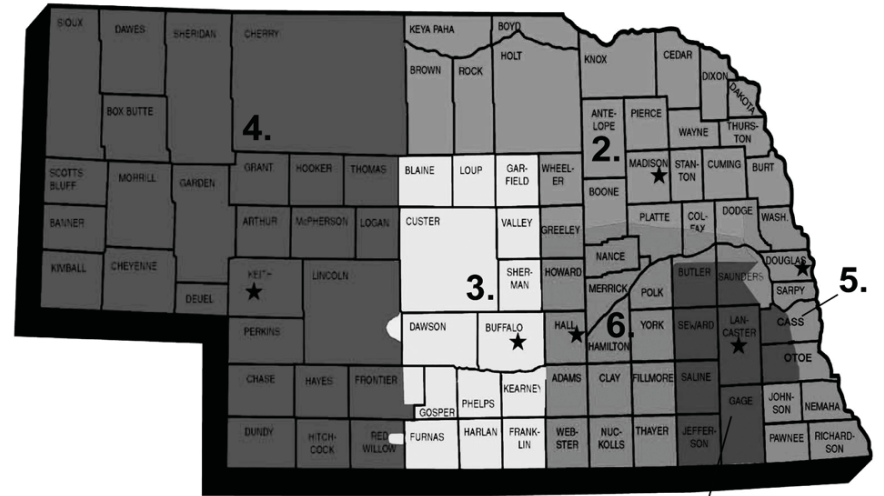 SIOUX
DAWES
SHERIDAN
CHERRY
KEYA PAHA
BOYD
BROWN
ROCK
HOLT
KNOX
CEDAR
DIXON
DAKOTA
BOX BUTTE
4.
ANTE-
LOPE
PIERCE
WAYNE
THURS-
TON
2.
SCOTTS
BLUFF
MORRILL
GARDEN
GRANT
HOOKER
THOMAS
BLAINE
LOUP
GAR-
FIELD
WHEEL-
ER
BOONE
MADISON
STAN-
TON
CUMING
BURT
BANNER
ARTHUR
McPHERSON
LOGAN
CUSTER
VALLEY
GREELEY
PLATTE
COL-
FAX
DODGE
WASH.
KIMBALL
CHEYENNE
DEUEL
KEITH
LINCOLN
3.
SHER-
MAN
HOWARD
NANCE
MERRICK
POLK
BUTLER
SAUNDERS
DOUGLAS
SARPY
5.
PERKINS
DAWSON
BUFFALO
HALL
6.
HAMILTON
YORK
SEWARD
LAN-
CASTER
CASS
OTOE
CHASE
HAYES
FRONTIER
GOSPER
PHELPS
KEARNEY
ADAMS
CLAY
FILLMORE
SALINE
GAGE
JOHN-
SON
NEMAHA
DUNDY
HITCH-
COCK
RED
WILLOW
FURNAS
HARLAN
FRANK-
LIN
WEB-
STER
NUC-
KOLLS
THAYER
JEFFER-
SON
PAWNEE
RICHARD-
SON